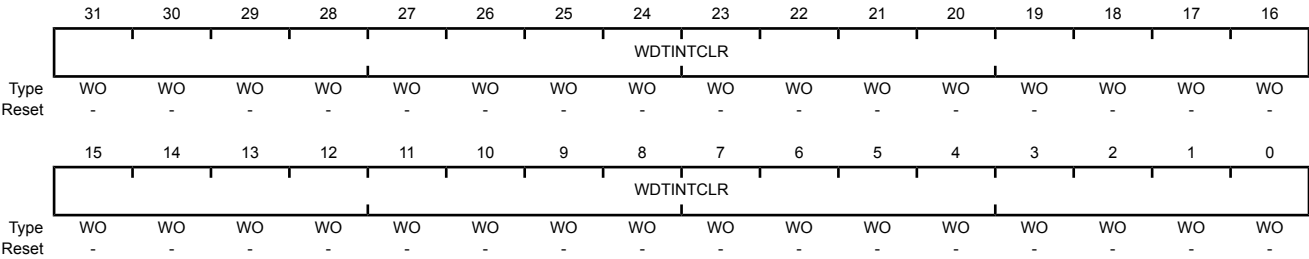 31 30 29 28 27 26 25 24 23 22 21 20 19 18 17 16
WDTINTCLR
Type WO WO WO WO WO WO WO WO WO WO WO WO WO WO WO WO
Reset - - - - - - - - - - - - - - - -
15 14 13 12 11 10 9 8 7 6 5 4 3 2 1 0
WDTINTCLR
Type WO WO WO WO WO WO WO WO WO WO WO WO WO WO WO WO
Reset - - - - - - - - - - - - - - - -